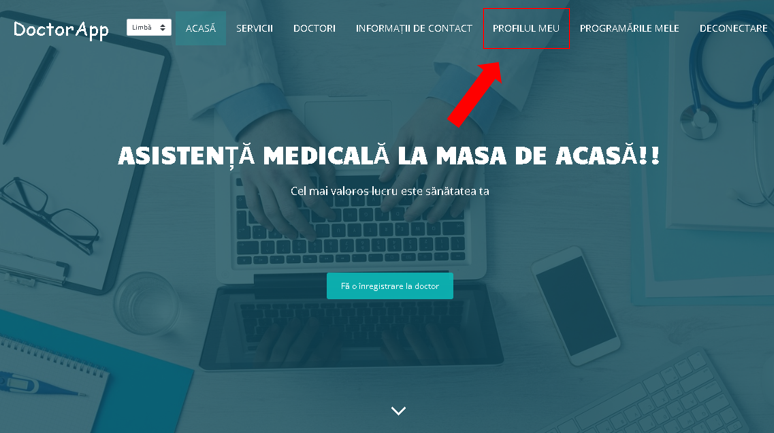 DoctorApp Limbă ACASĂ SERVICII DOCTORI INFORMAȚII DE CONTACT PROFILUL MEU PROGRAMĂRILE MELE DECONECTARE
ASISTENȚĂ MEDICALĂ LA MASA DE ACASĂ!!
Cel mai valoros lucru este sănătatea ta
Fă o înregistrare la doctor